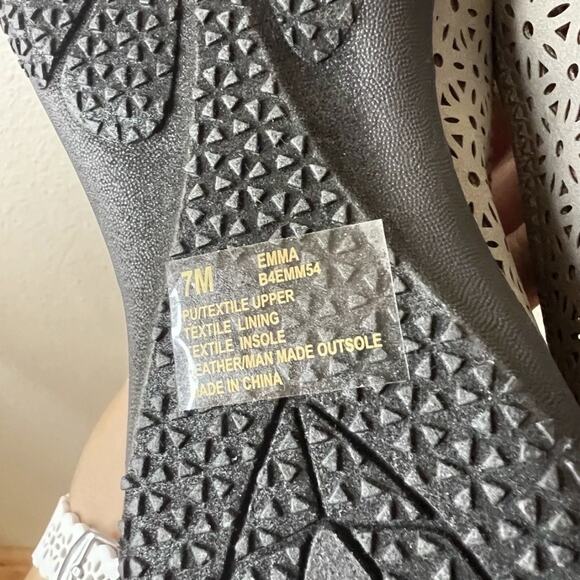 7M EMMA
B4EMM54
PU/TEXTILE UPPER
TEXTILE LINING
TEXTILE INSOLE
LEATHER/MAN MADE OUTSOLE
MADE IN CHINA